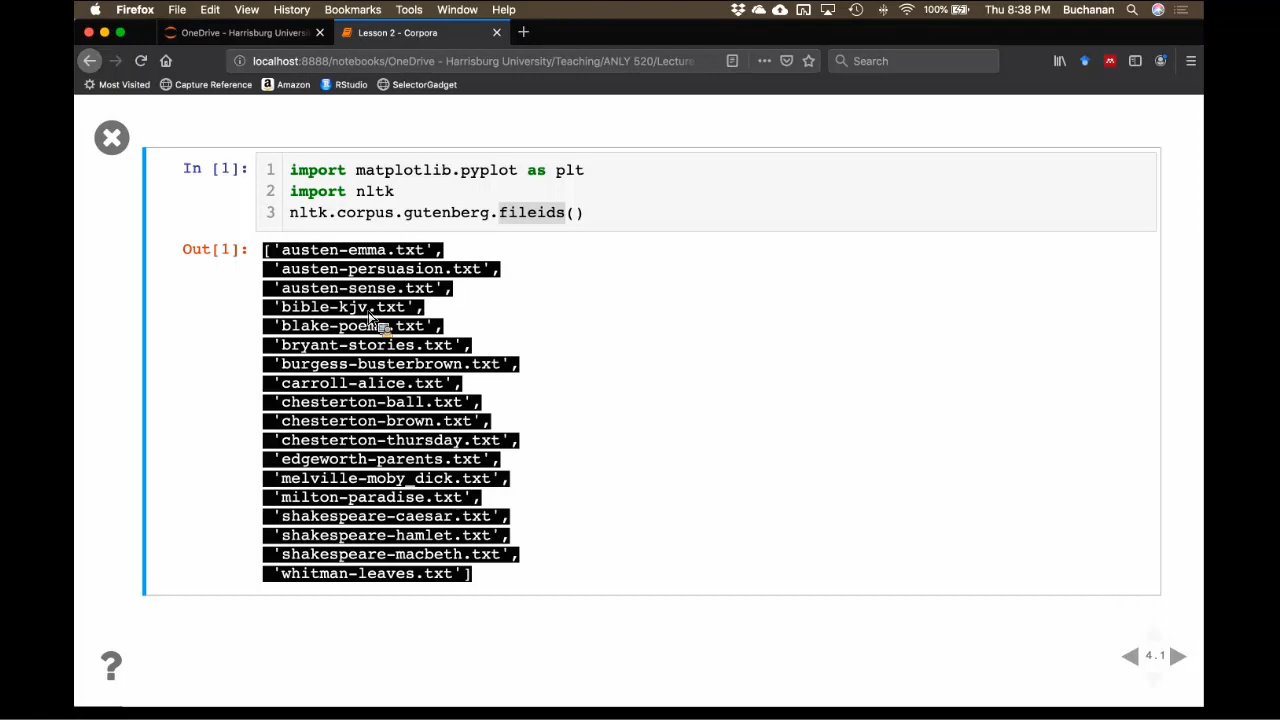 Firefox File Edit View History Bookmarks Tools Window Help 100% Thu 8:38 PM Buchanan
OneDrive - Harrisburg Universi Lesson 2 - Corpora
localhost:8888/notebooks/OneDrive - Harrisburg University/Teaching/ANLY 520/Lecture Search
Most Visited Capture Reference Amazon RStudio SelectorGadget
In [1]: 1 import matplotlib.pyplot as plt
2 import nltk
3 nltk.corpus.gutenberg.fileids()
Out[1]: ['austen-emma.txt',
'austen-persuasion.txt',
'austen-sense.txt',
'bible-kjv.txt',
'blake-poems.txt',
'bryant-stories.txt',
'burgess-busterbrown.txt',
'carroll-alice.txt',
'chesterton-ball.txt',
'chesterton-brown.txt',
'chesterton-thursday.txt',
'edgeworth-parents.txt',
'melville-moby_dick.txt',
'milton-paradise.txt',
'shakespeare-caesar.txt',
'shakespeare-hamlet.txt',
'shakespeare-macbeth.txt',
'whitman-leaves.txt']
?
4.1